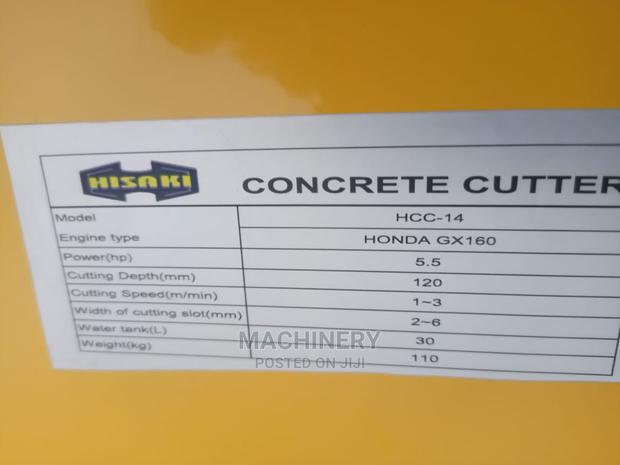 HISAKI CONCRETE CUTTER
Model HCC-14
Engine type HONDA GX160
Power(hp) 5.5
Cutting Depth(mm) 120
Cutting Speed(m/min) 1~3
Width of cutting slot(mm) 2~6
Water tank(L) 30
Weight(kg) 110
MACHINERY
POSTED ON JIJI